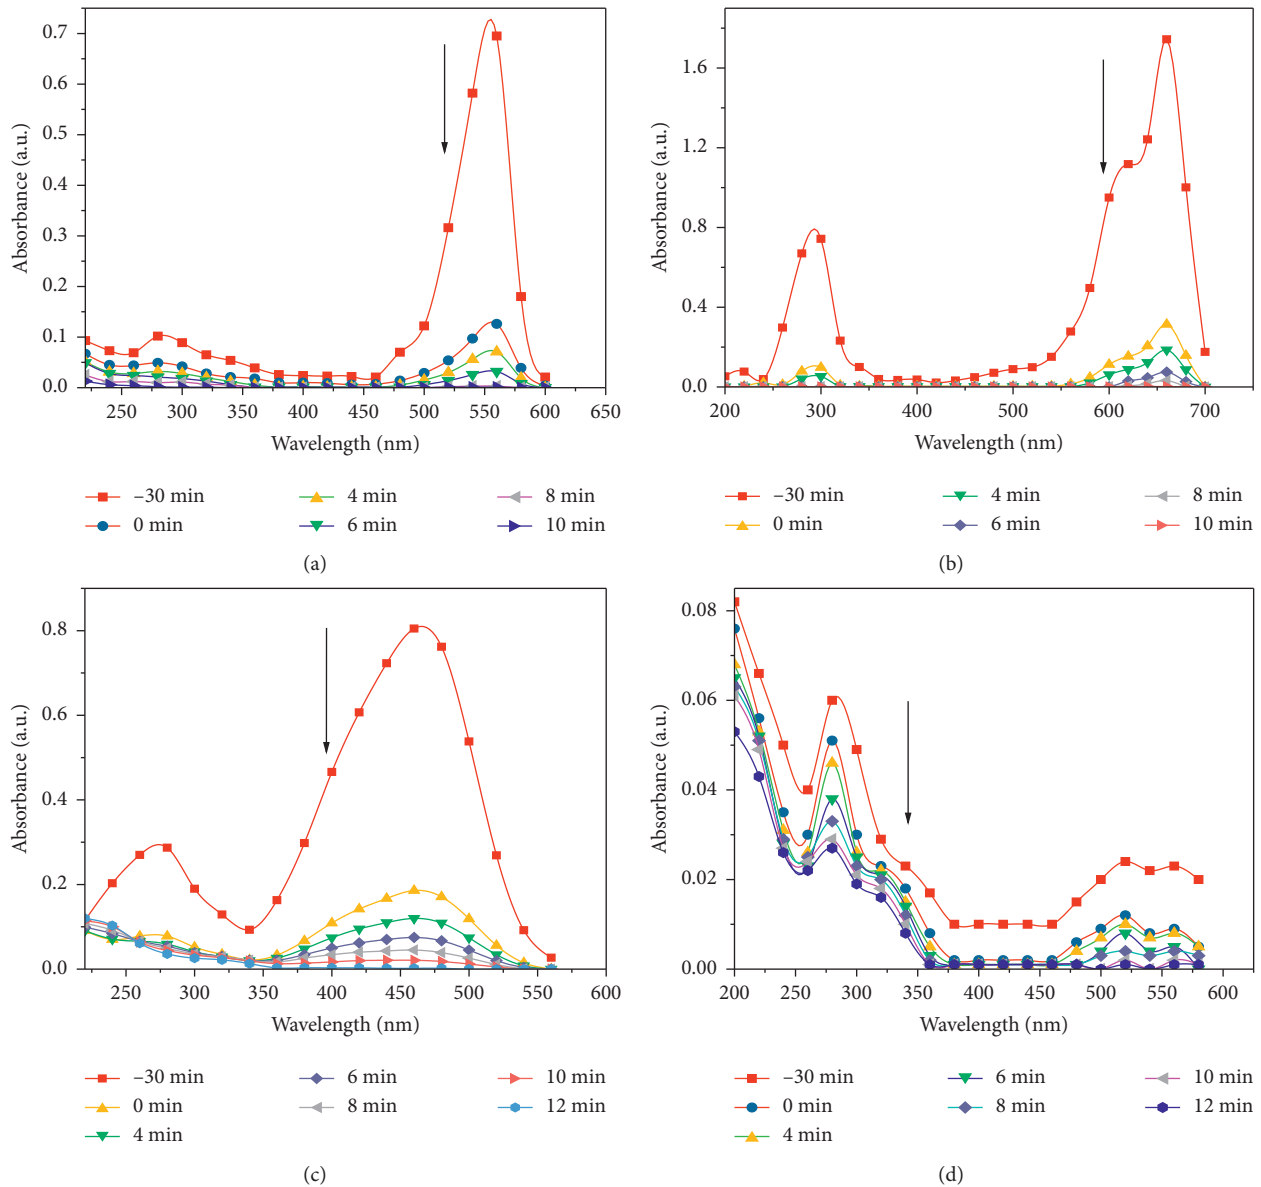 0.7
0.6
0.5
0.4
0.3
0.2
0.1
0.0
Absorbance (a.u.)
250 300 350 400 450 500 550 600 650
Wavelength (nm)
–30 min 4 min 8 min
0 min 6 min 10 min
(a)
1.6
1.2
0.8
0.4
0.0
Absorbance (a.u.)
200 300 400 500 600 700
Wavelength (nm)
–30 min 4 min 8 min
0 min 6 min 10 min
(b)
0.8
0.6
0.4
0.2
0.0
Absorbance (a.u.)
250 300 350 400 450 500 550 600
Wavelength (nm)
–30 min 6 min 10 min
0 min 8 min 12 min
4 min
(c)
0.08
0.06
0.04
0.02
0.00
Absorbance (a.u.)
200 250 300 350 400 450 500 550 600
Wavelength (nm)
–30 min 6 min 10 min
0 min 8 min 12 min
4 min
(d)